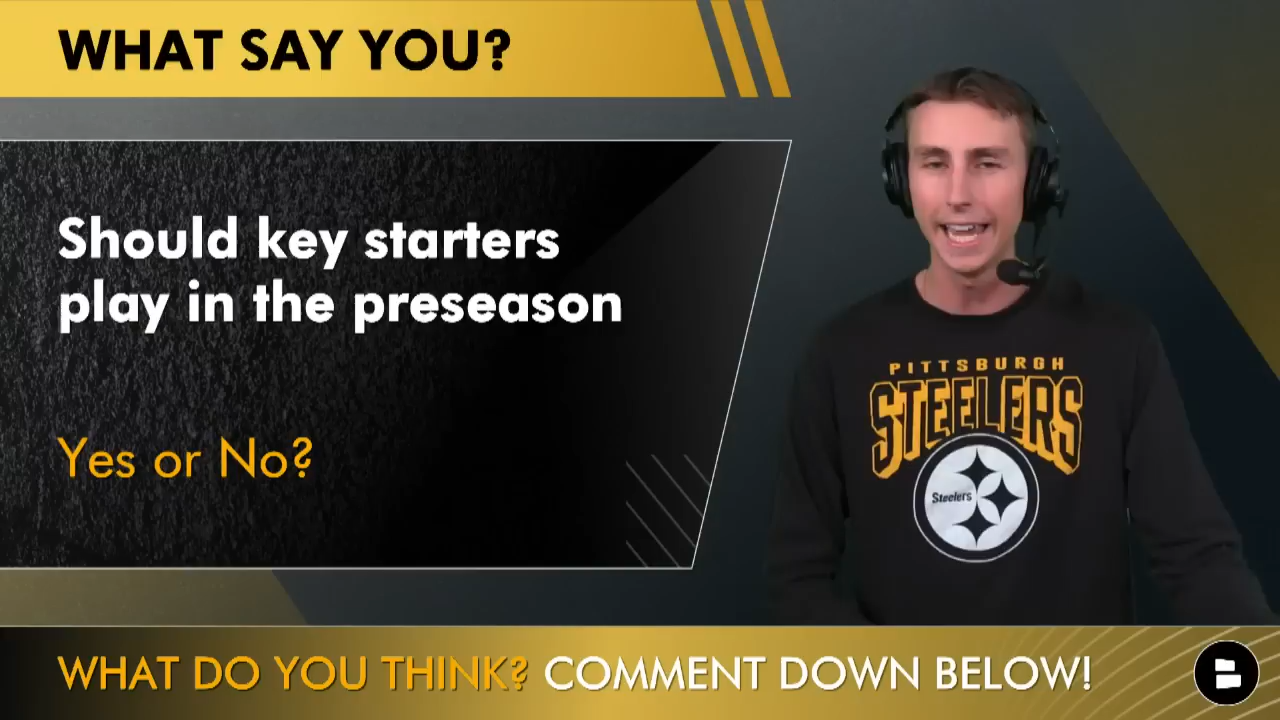 WHAT SAY YOU?
Should key starters
play in the preseason
Yes or No?
PITTSBURGH
STEELERS
Steelers
WHAT DO YOU THINK? COMMENT DOWN BELOW!